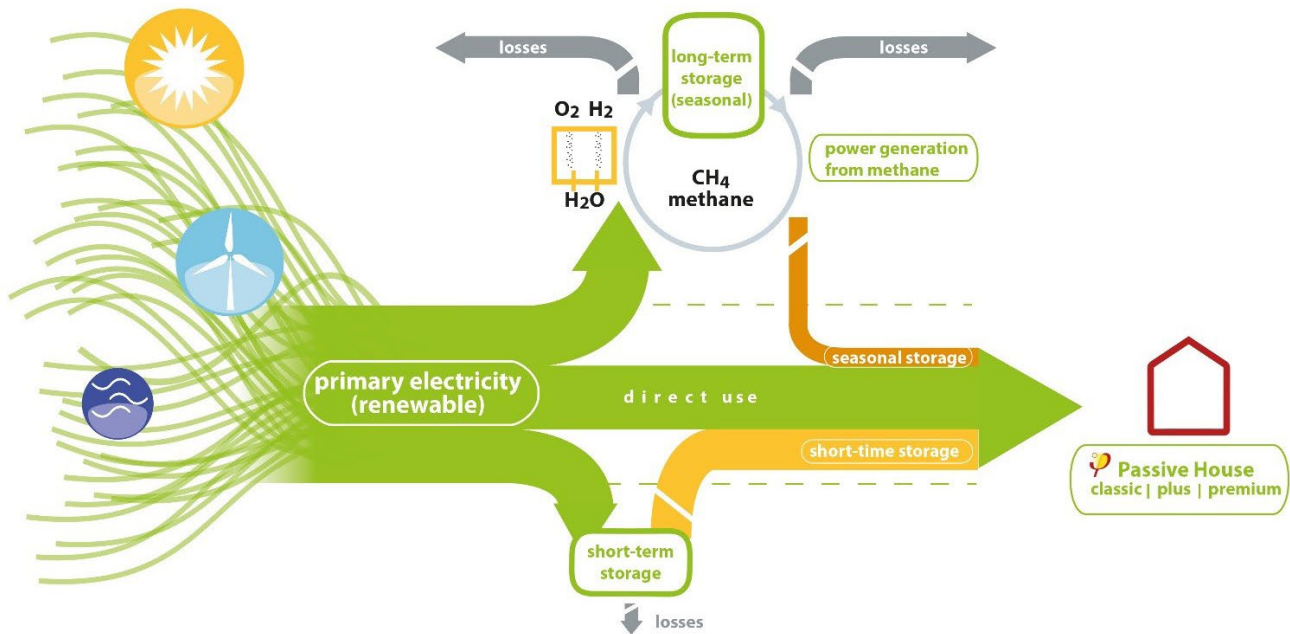 losses
long-term
storage
(seasonal)
losses
O2 H2
H2O
CH4
methane
power generation
from methane
seasonal storage
primary electricity
(renewable)
direct use
short-time storage
Passive House
classic | plus | premium
short-term
storage
losses